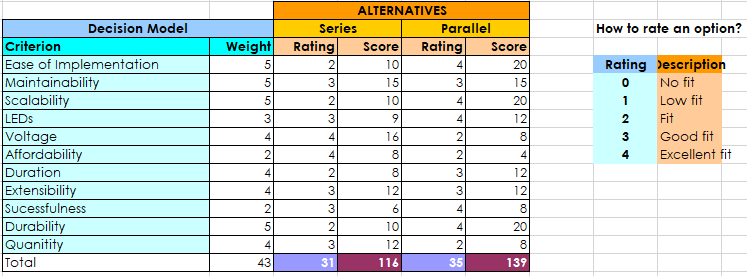 ALTERNATIVES
Decision Model Series Parallel How to rate an option?
Criterion Weight Rating Score Rating Score
Ease of Implementation 5 2 10 4 20 Rating Description
Maintainability 5 3 15 3 15 0 No fit
Scalability 5 2 10 4 20 1 Low fit
LEDs 3 3 9 4 12 2 Fit
Voltage 4 4 16 2 8 3 Good fit
Affordability 2 4 8 2 4 4 Excellent fit
Duration 4 2 8 3 12
Extensibility 4 3 12 3 12
Sucessfulness 2 3 6 4 8
Durability 5 2 10 4 20
Quanitity 4 3 12 2 8
Total 43 31 116 35 139